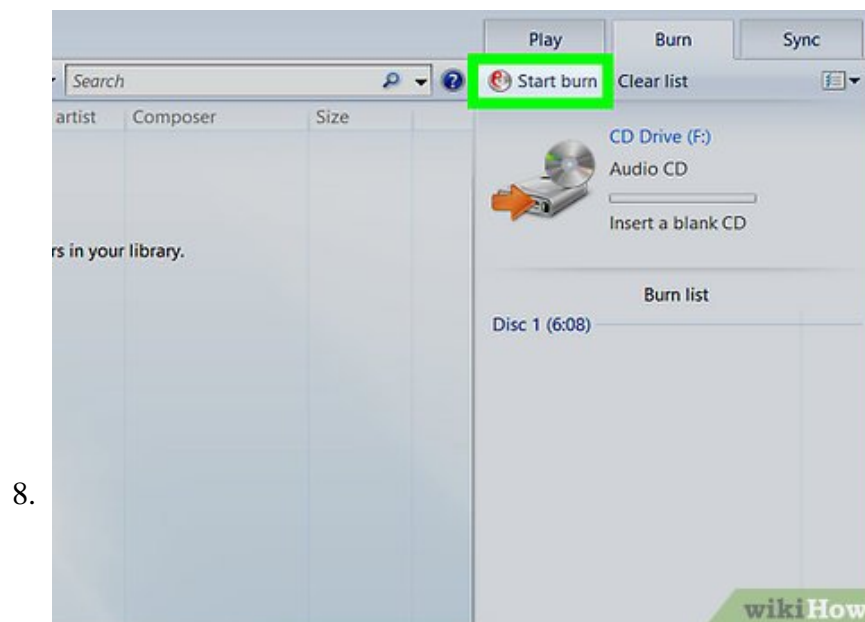 Play Burn Sync
Search Start burn Clear list
artist Composer Size
CD Drive (F:)
Audio CD
Insert a blank CD
rs in your library.
Burn list
Disc 1 (6:08)
8.
wikiHow